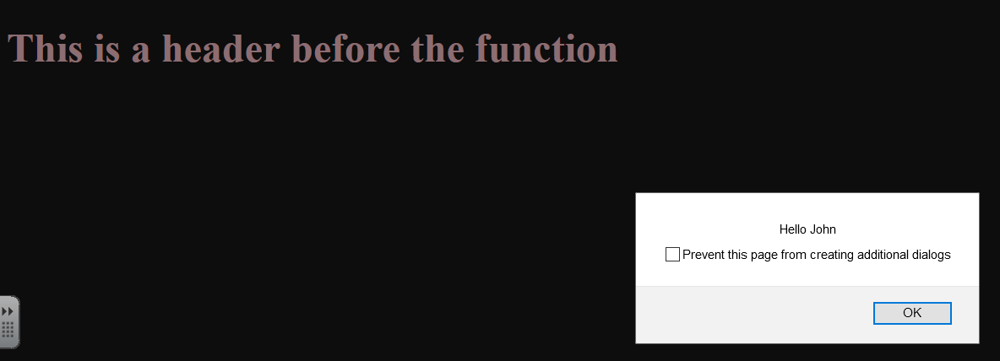 This is a header before the function
Hello John
Prevent this page from creating additional dialogs
OK